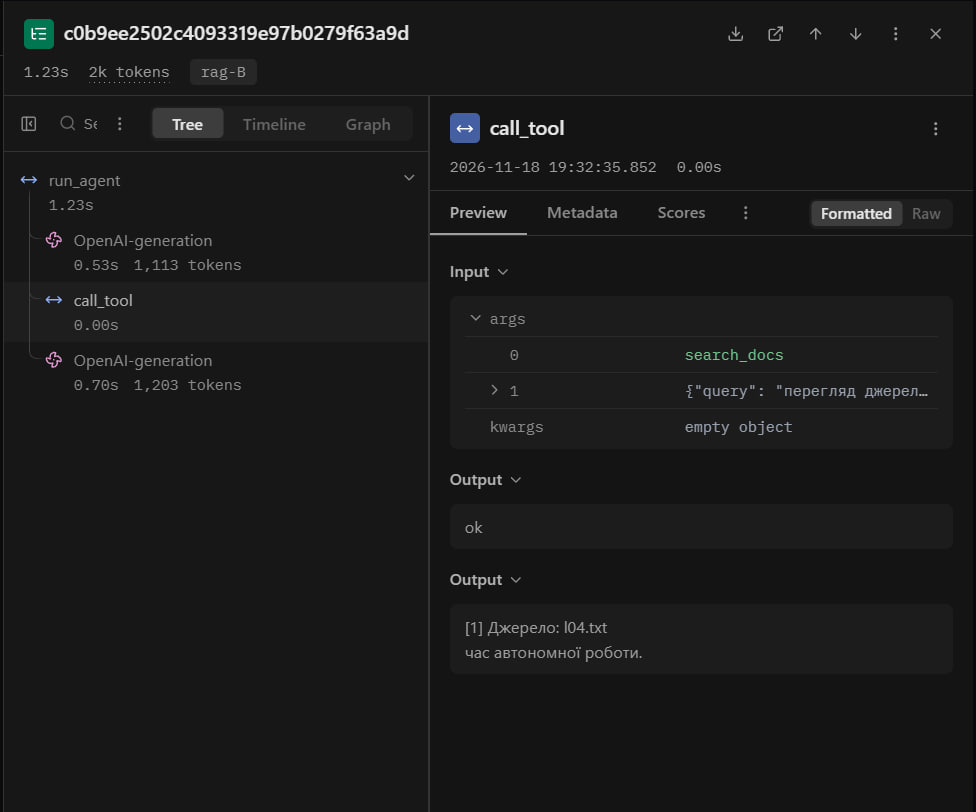 c0b9ee2502c4093319e97b0279f63a9d
1.23s 2k tokens rag-B
Se Tree Timeline Graph
run_agent
1.23s
OpenAI-generation
0.53s 1,113 tokens
call_tool
0.00s
OpenAI-generation
0.70s 1,203 tokens
call_tool
2026-11-18 19:32:35.852 0.00s
Preview Metadata Scores Formatted Raw
Input
args
0 search_docs
1 {"query": "перегляд джерел…
kwargs empty object
Output
ok
Output
[1] Джерело: l04.txt
час автономної роботи.